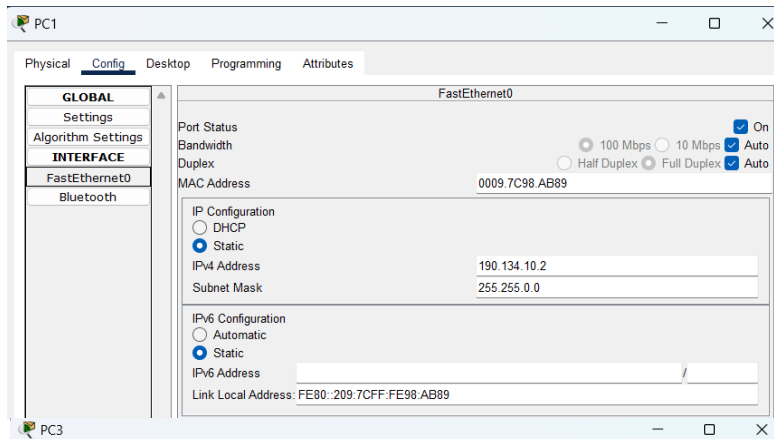 PC1
Physical Config Desktop Programming Attributes
GLOBAL
Settings
Algorithm Settings
INTERFACE
FastEthernet0
Bluetooth
FastEthernet0
Port Status On
Bandwidth 100 Mbps 10 Mbps Auto
Duplex Half Duplex Full Duplex Auto
MAC Address 0009.7C98.AB89
IP Configuration
DHCP
Static
IPv4 Address 190.134.10.2
Subnet Mask 255.255.0.0
IPv6 Configuration
Automatic
Static
IPv6 Address /
Link Local Address: FE80::209:7CFF:FE98:AB89
PC3